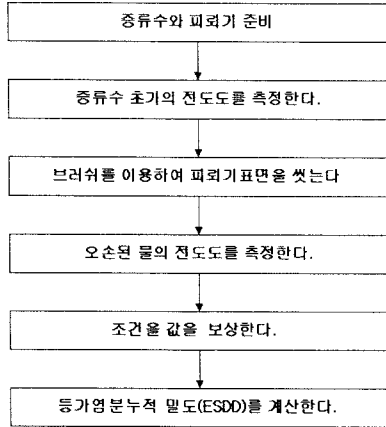 증류수와 피뢰기 준비
증류수 초기의 전도도를 측정한다.
브러쉬를 이용하여 피뢰기표면을 씻는다
오손된 물의 전도도를 측정한다.
조건율 값을 보상한다.
등가염분누적 밀도(ESDD)를 계산한다.